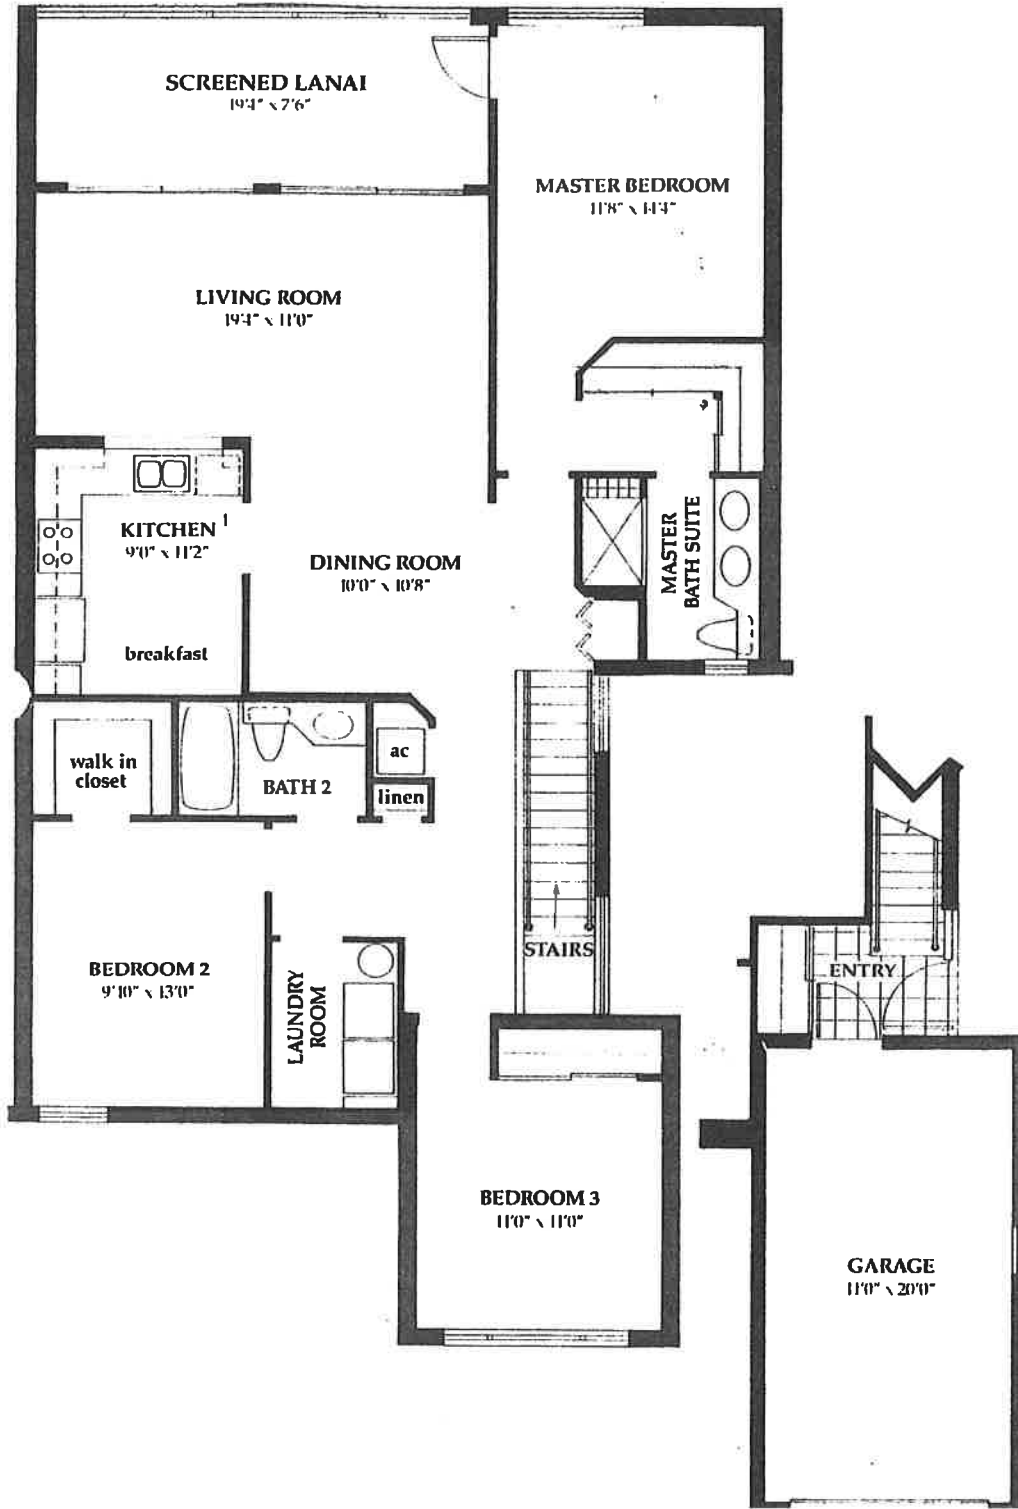 SCREENED LANAI
19'4" x 7'6"
MASTER BEDROOM
11'8" x 14'4"
LIVING ROOM
19'4" x 11'0"
KITCHEN
9'0" x 11'2"
breakfast
DINING ROOM
10'0" x 10'8"
MASTER
BATH SUITE
walk in
closet
BATH 2
ac
linen
STAIRS
ENTRY
BEDROOM 2
9'10" x 13'0"
LAUNDRY
ROOM
BEDROOM 3
11'0" x 11'0"
GARAGE
11'0" x 20'0"